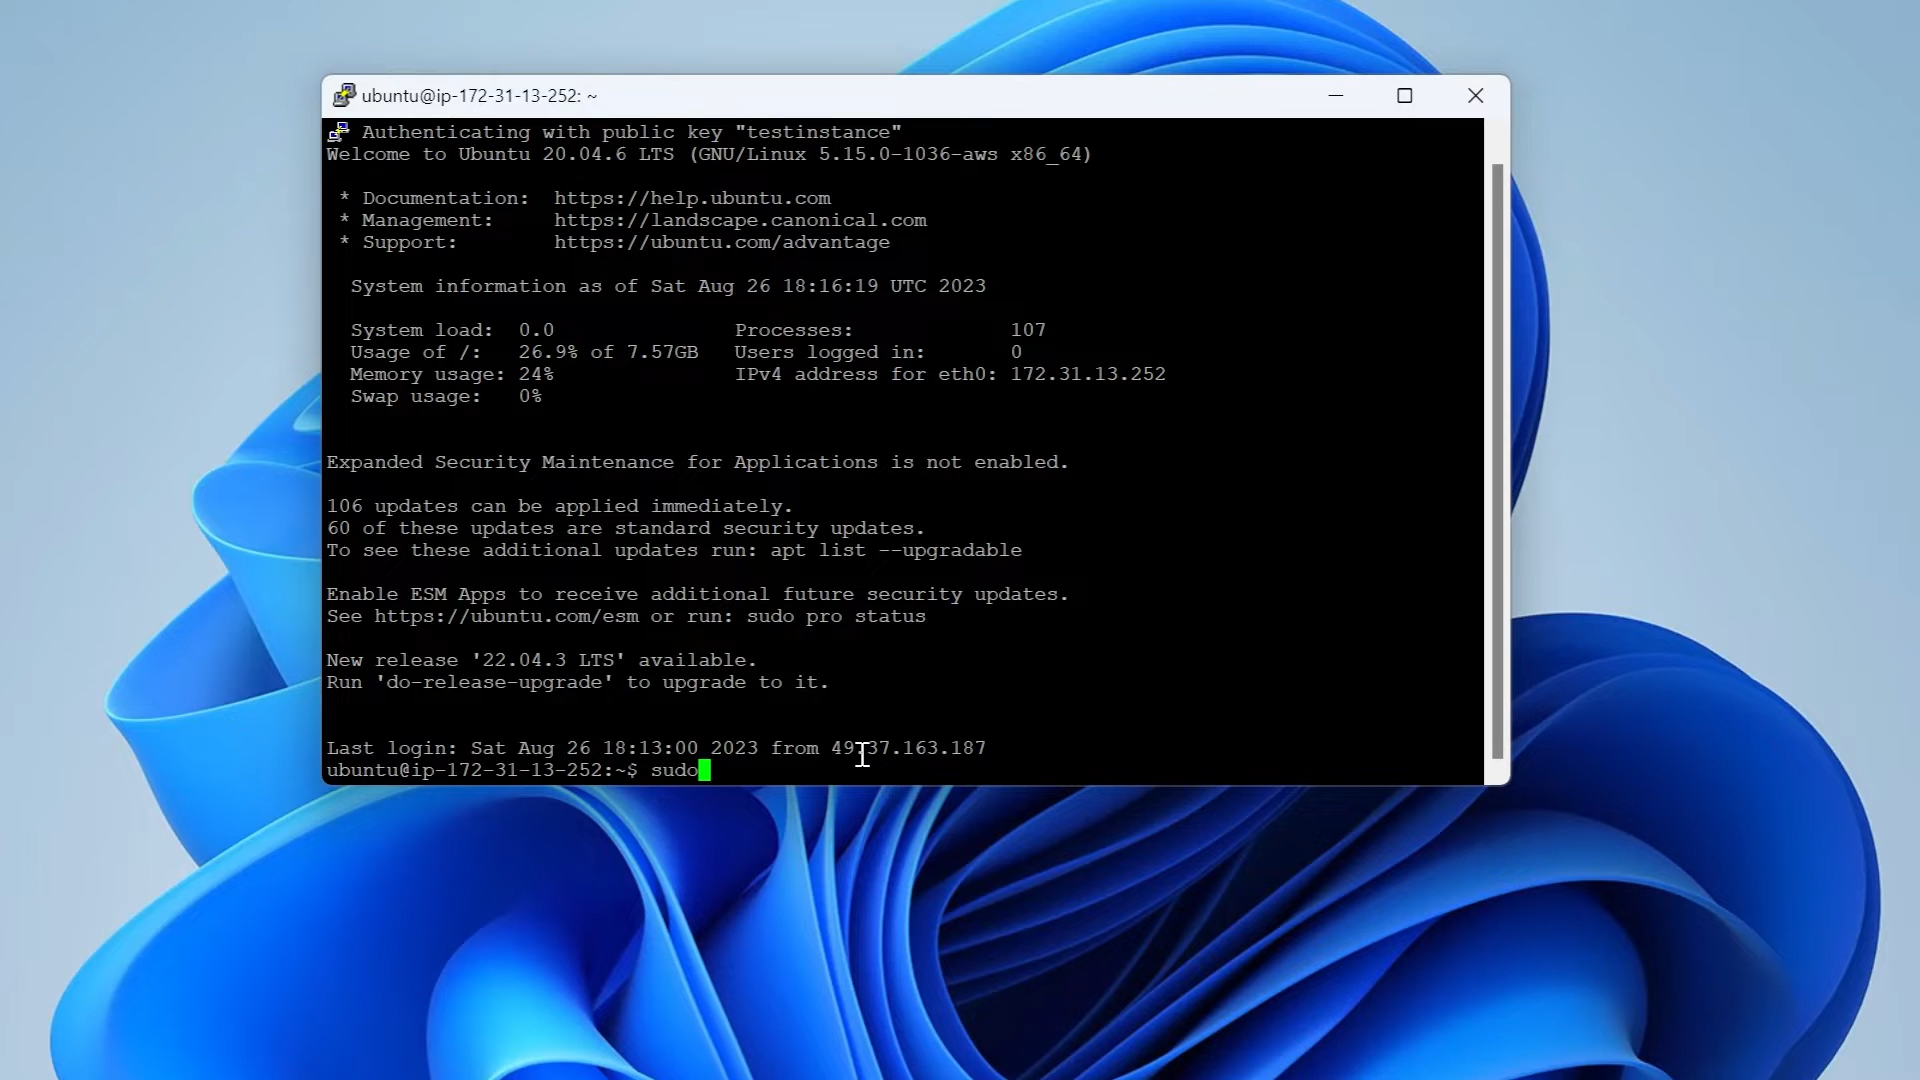 ubuntu@ip-172-31-13-252: ~
Authenticating with public key "testinstance"
Welcome to Ubuntu 20.04.6 LTS (GNU/Linux 5.15.0-1036-aws x86_64)
* Documentation: https://help.ubuntu.com
* Management: https://landscape.canonical.com
* Support: https://ubuntu.com/advantage
System information as of Sat Aug 26 18:16:19 UTC 2023
System load: 0.0 Processes: 107
Usage of /: 26.9% of 7.57GB Users logged in: 0
Memory usage: 24% IPv4 address for eth0: 172.31.13.252
Swap usage: 0%
Expanded Security Maintenance for Applications is not enabled.
106 updates can be applied immediately.
60 of these updates are standard security updates.
To see these additional updates run: apt list --upgradable
Enable ESM Apps to receive additional future security updates.
See https://ubuntu.com/esm or run: sudo pro status
New release '22.04.3 LTS' available.
Run 'do-release-upgrade' to upgrade to it.
Last login: Sat Aug 26 18:13:00 2023 from 49.37.163.187
ubuntu@ip-172-31-13-252:~$ sudo